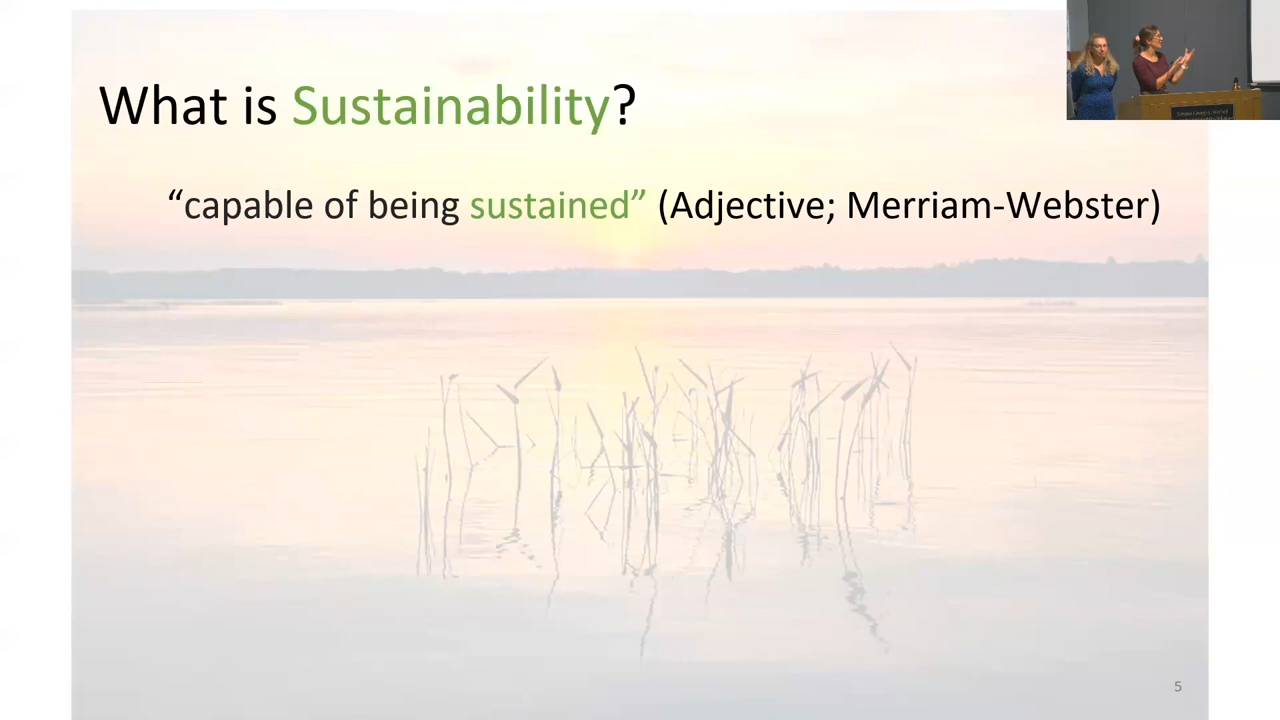 What is Sustainability?
“capable of being sustained” (Adjective; Merriam-Webster)
5